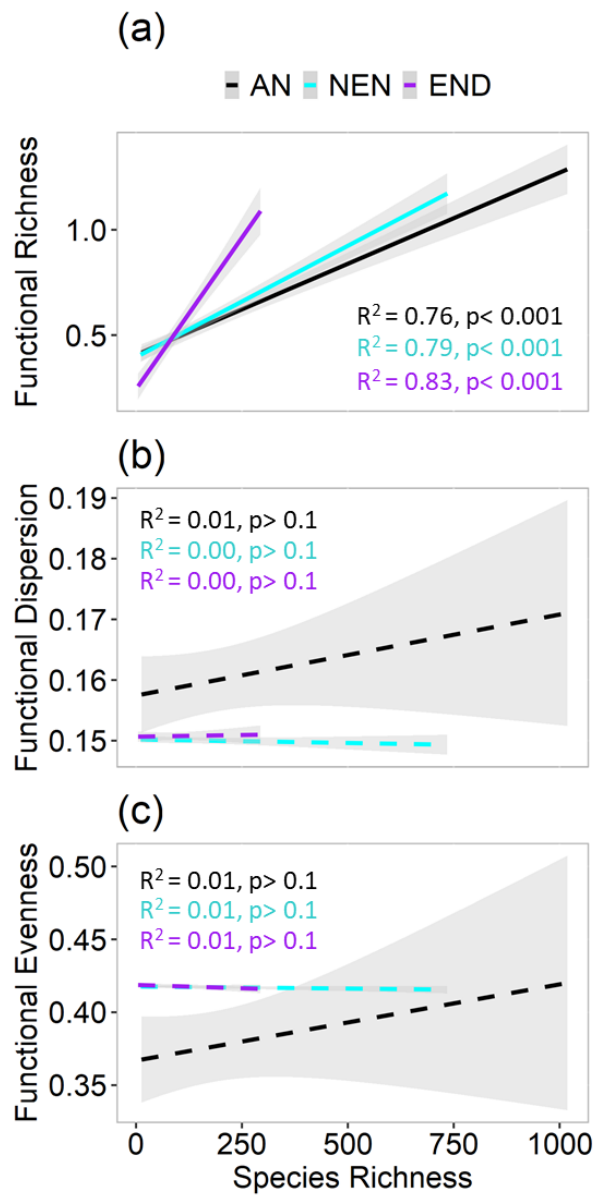 (a)
AN NEN END
Functional Richness
1.0
0.5
R² = 0.76, p< 0.001
R² = 0.79, p< 0.001
R² = 0.83, p< 0.001
(b)
Functional Dispersion
0.19
0.18
0.17
0.16
0.15
R² = 0.01, p> 0.1
R² = 0.00, p> 0.1
R² = 0.00, p> 0.1
(c)
Functional Evenness
0.50
0.45
0.40
0.35
R² = 0.01, p> 0.1
R² = 0.01, p> 0.1
R² = 0.01, p> 0.1
0 250 500 750 1000
Species Richness